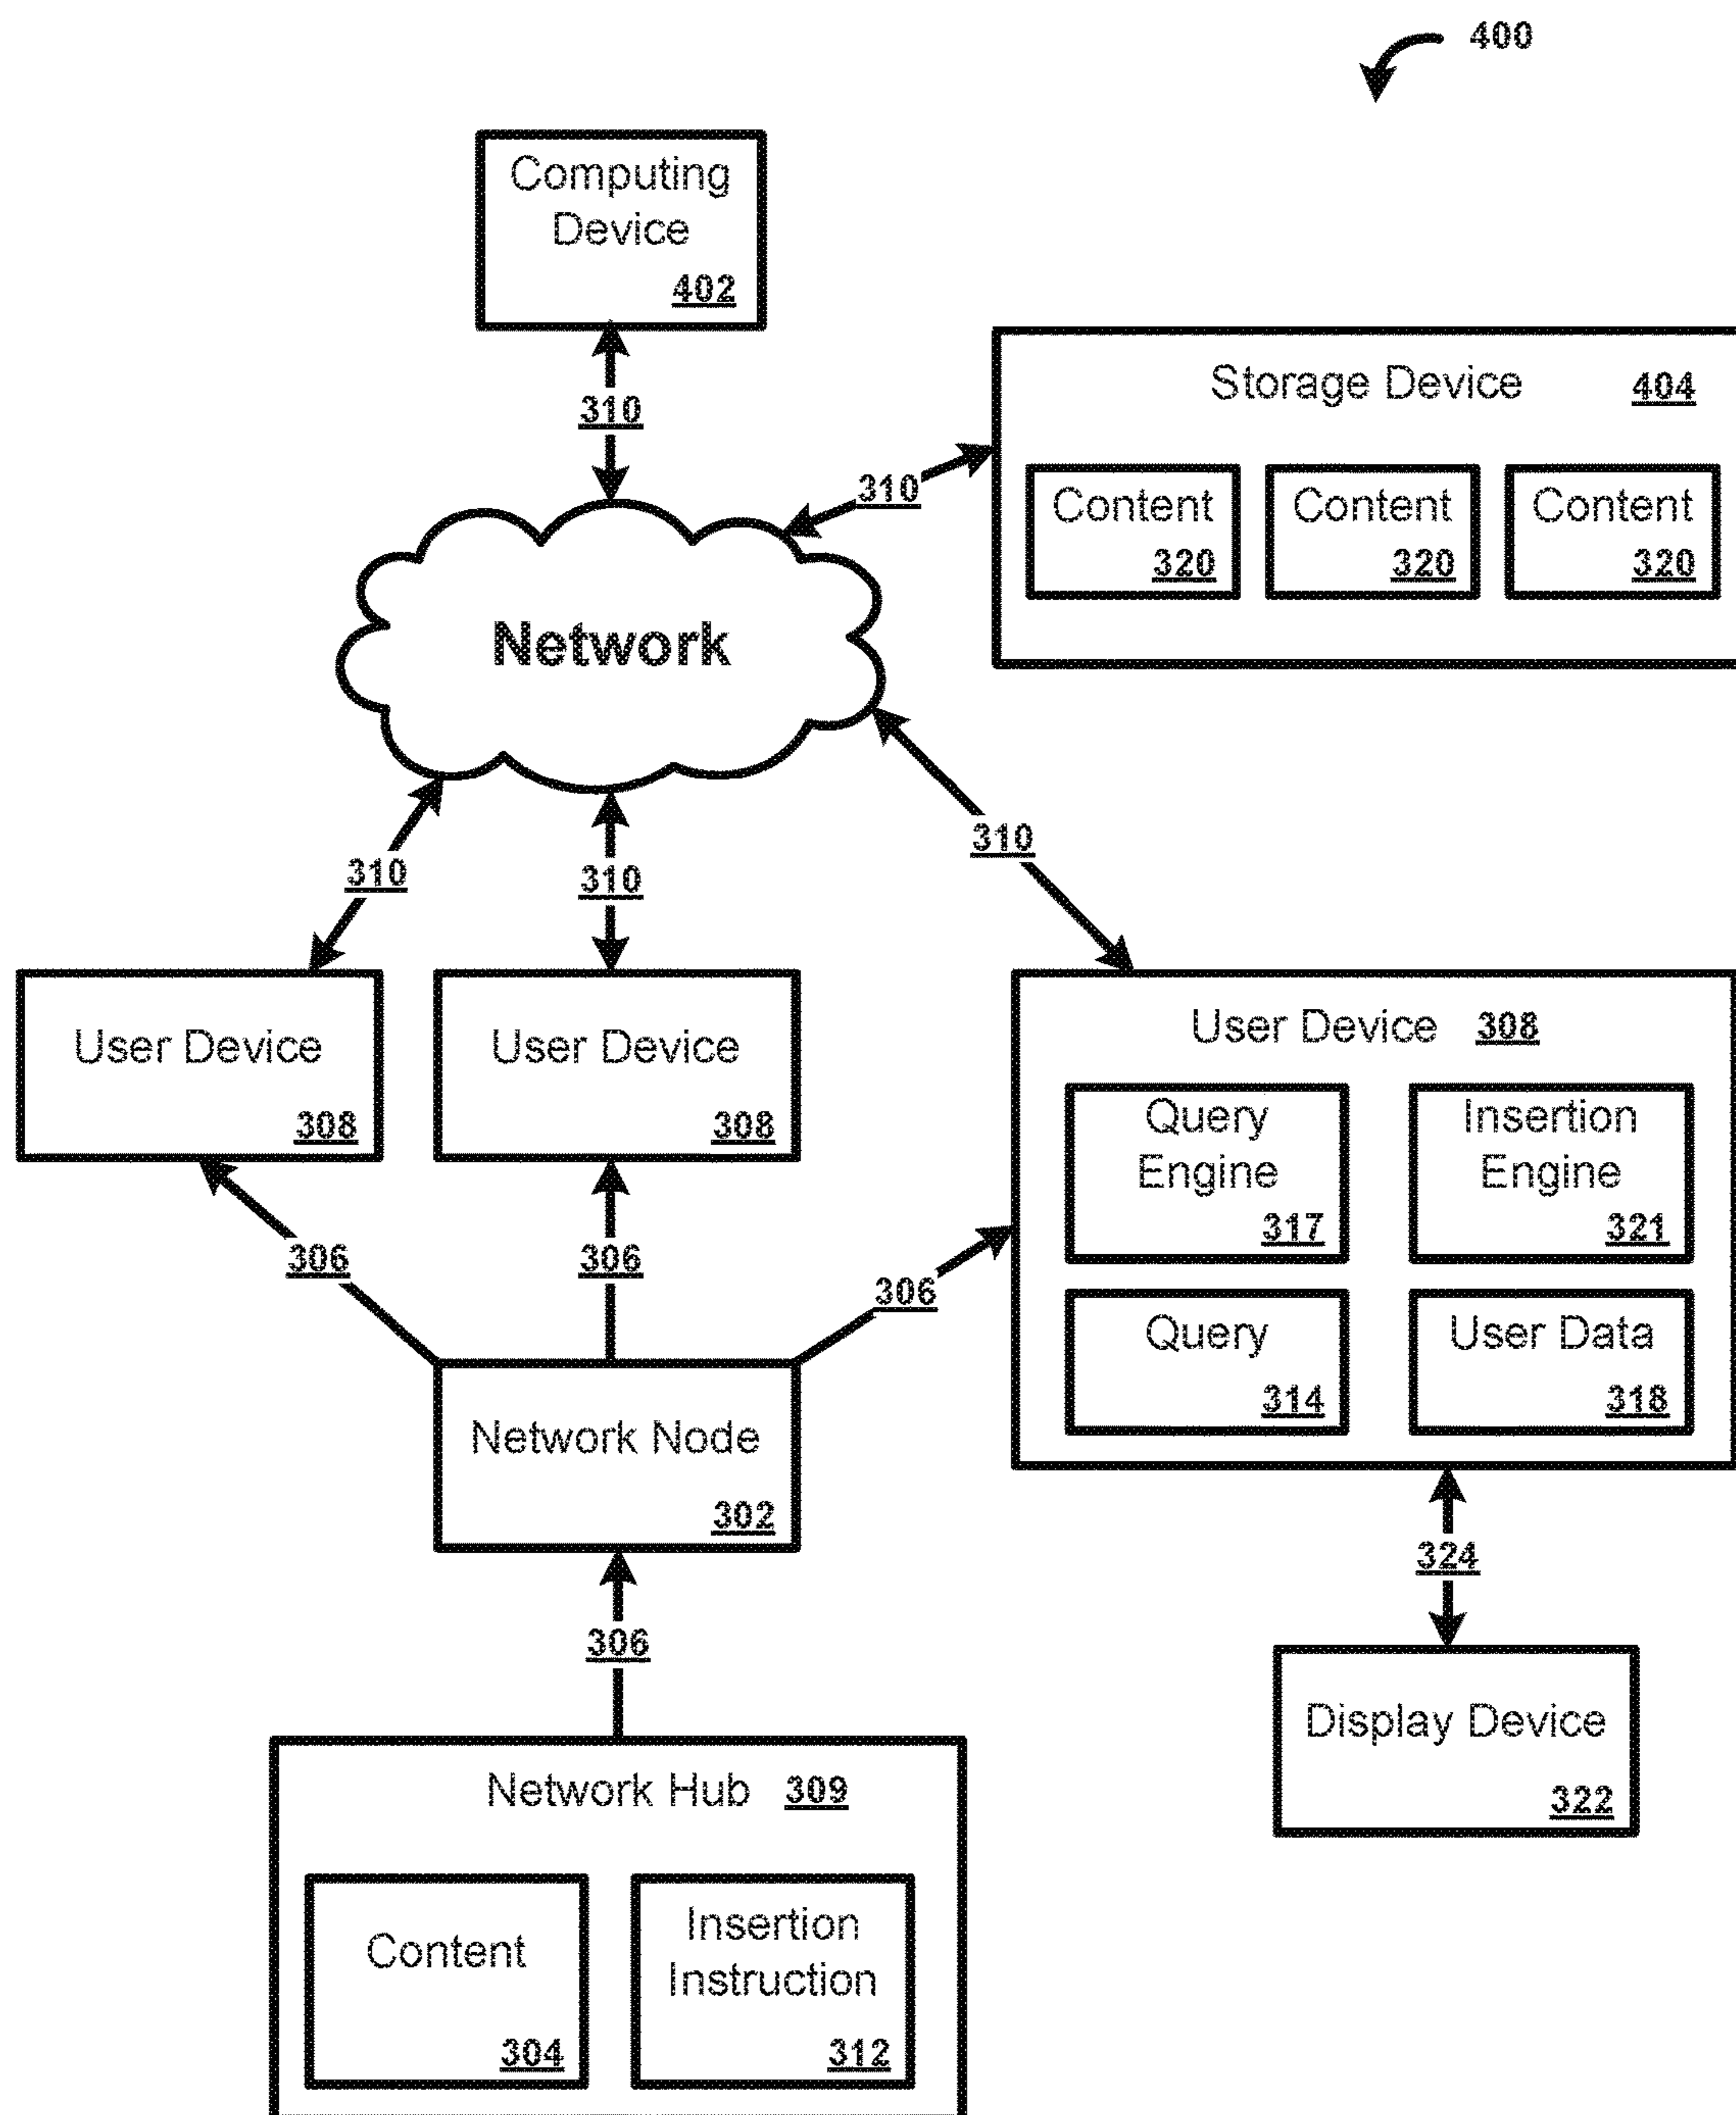 400
Computing
Device
402
310
Storage Device 404
310
Content Content Content
320 320 320
Network
310
310 310
User Device
308
User Device
308
User Device 308
Query
Engine
317
Insertion
Engine
321
Query
314
User Data
318
306 306 306
Network Node
302
324
306
Display Device
322
Network Hub 309
Content
304
Insertion
Instruction
312